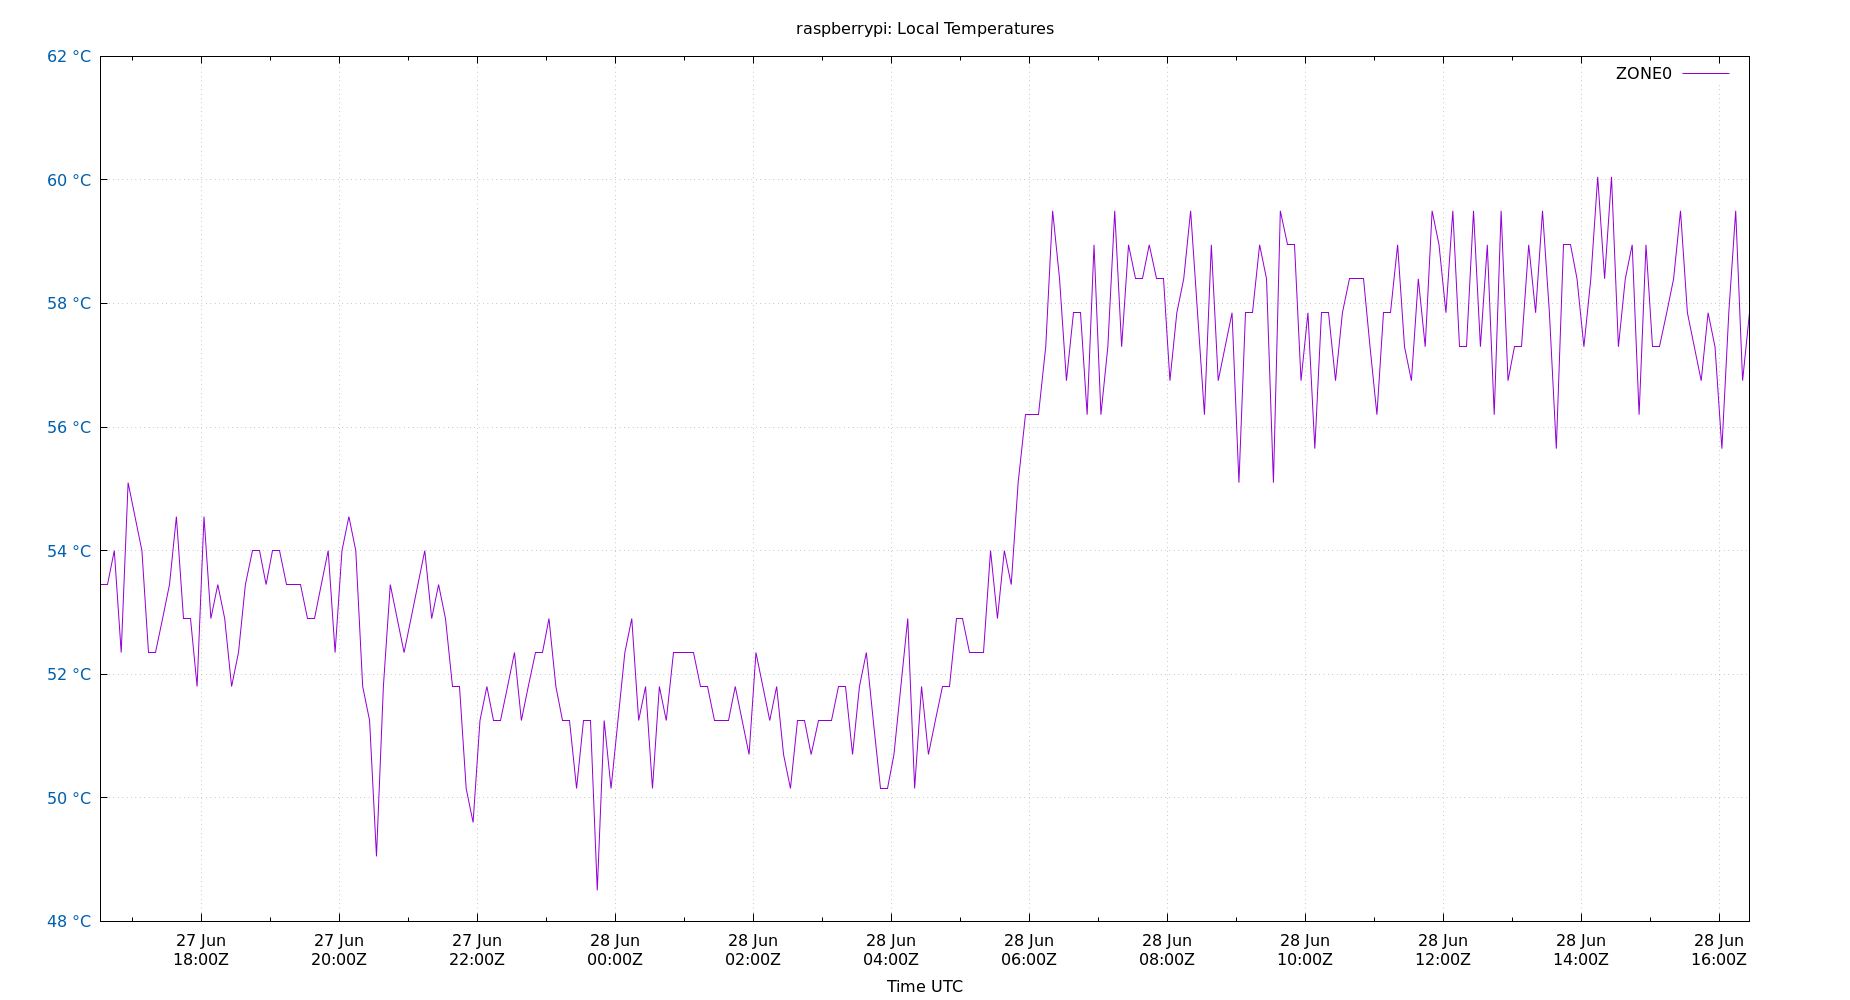 raspberrypi: Local Temperatures
62 °C
ZONE0
60 °C
58 °C
56 °C
54 °C
52 °C
50 °C
48 °C
27 Jun 27 Jun 27 Jun 28 Jun 28 Jun 28 Jun 28 Jun 28 Jun 28 Jun 28 Jun 28 Jun 28 Jun
18:00Z 20:00Z 22:00Z 00:00Z 02:00Z 04:00Z 06:00Z 08:00Z 10:00Z 12:00Z 14:00Z 16:00Z
Time UTC